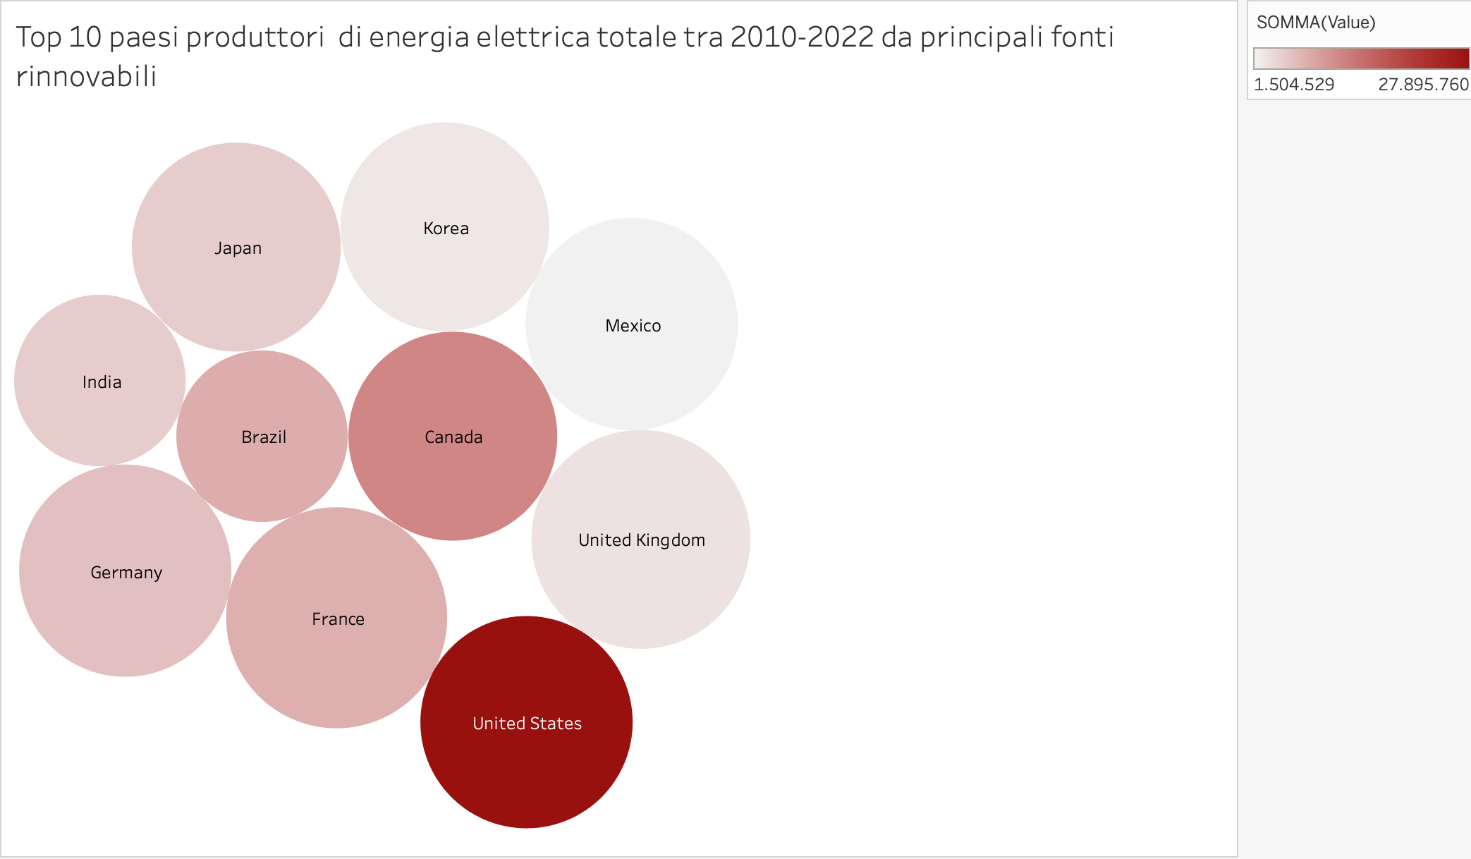 Top 10 paesi produttori  di energia elettrica totale tra 2010-2022 da principali fonti
rinnovabili
SOMMA(Value)
1.504.529 27.895.760
Korea
Japan
Mexico
India
Brazil
Canada
United Kingdom
Germany
France
United States